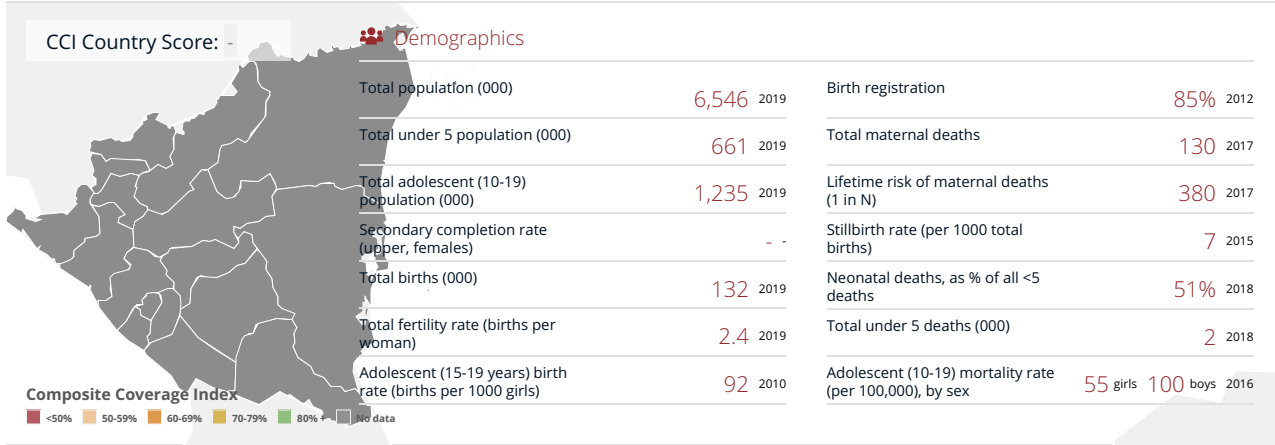 CCI Country Score: -
Demographics
Total population (000)
6,546 2019
Total under 5 population (000)
661 2019
Total adolescent (10-19)
population (000)
1,235 2019
Secondary completion rate
(upper, females)
- -
Total births (000)
132 2019
Total fertility rate (births per
woman)
2.4 2019
Adolescent (15-19 years) birth
rate (births per 1000 girls)
92 2010
Birth registration
85% 2012
Total maternal deaths
130 2017
Lifetime risk of maternal deaths
(1 in N)
380 2017
Stillbirth rate (per 1000 total
births)
7 2015
Neonatal deaths, as % of all <5
deaths
51% 2018
Total under 5 deaths (000)
2 2018
Adolescent (10-19) mortality rate
(per 100,000), by sex
55 girls 100 boys 2016
Composite Coverage Index
<50% 50-59% 60-69% 70-79% 80% + No data